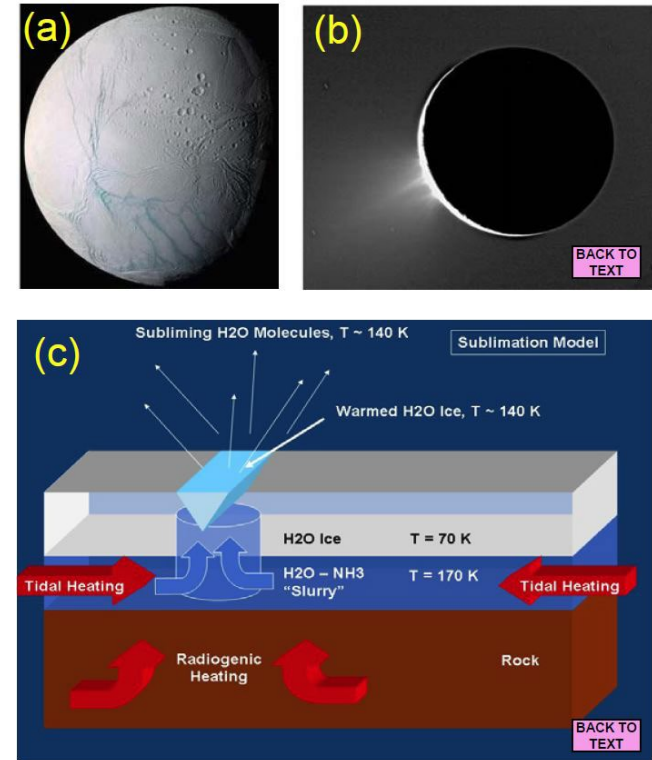 (a)
(b)
BACK TO
TEXT
(c)
Subliming H2O Molecules, T ~ 140 K
Sublimation Model
Warmed H2O Ice, T ~ 140 K
H2O Ice T = 70 K
Tidal Heating
H2O – NH3 T = 170 K
"Slurry"
Tidal Heating
Radiogenic
Heating
Rock
BACK TO
TEXT